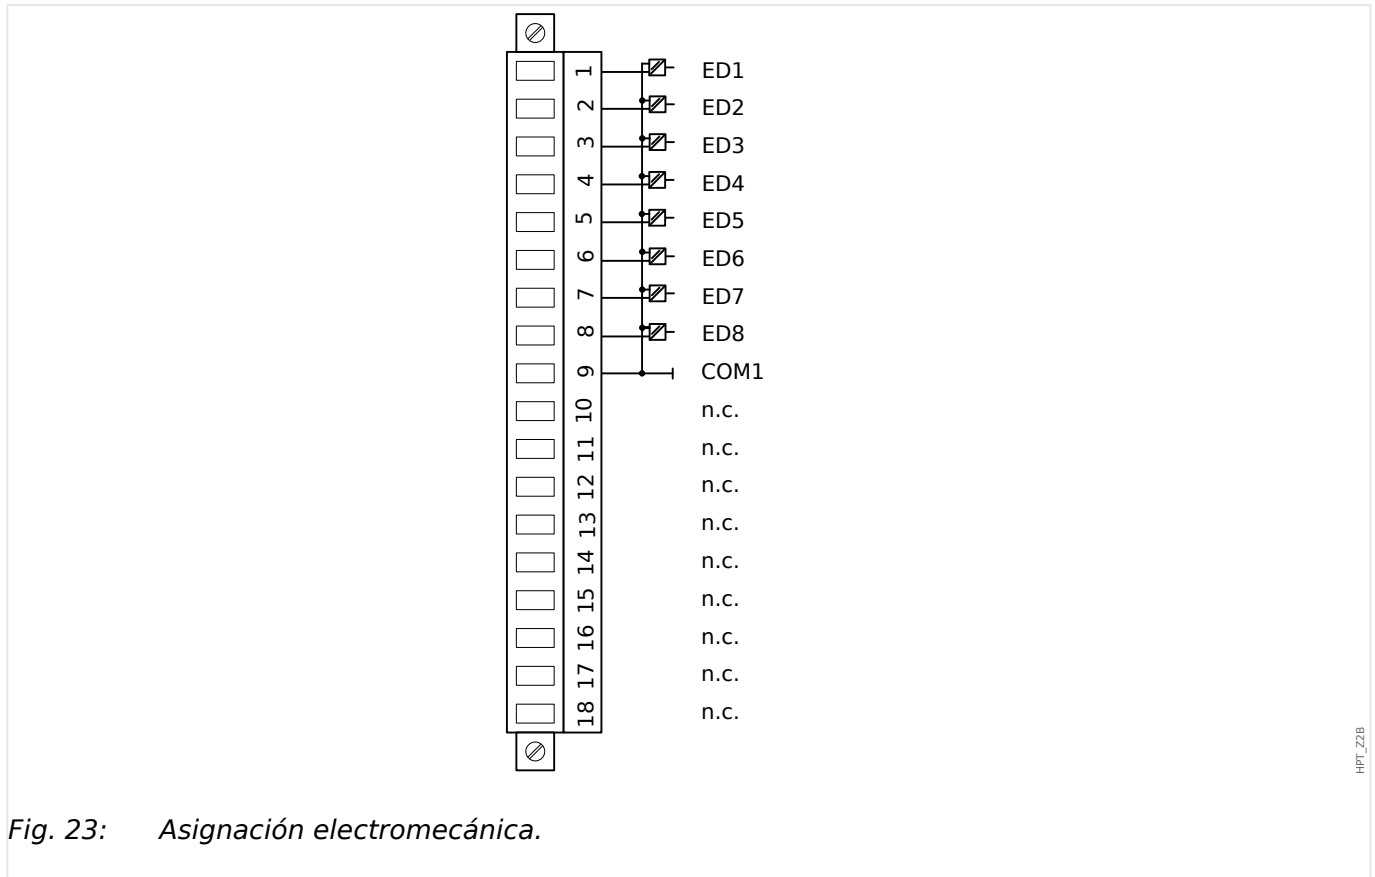 1 ED1
2 ED2
3 ED3
4 ED4
5 ED5
6 ED6
7 ED7
8 ED8
9 COM1
10 n.c.
11 n.c.
12 n.c.
13 n.c.
14 n.c.
15 n.c.
16 n.c.
17 n.c.
18 n.c.
HPT_Z2B
Fig. 23: Asignación electromecánica.